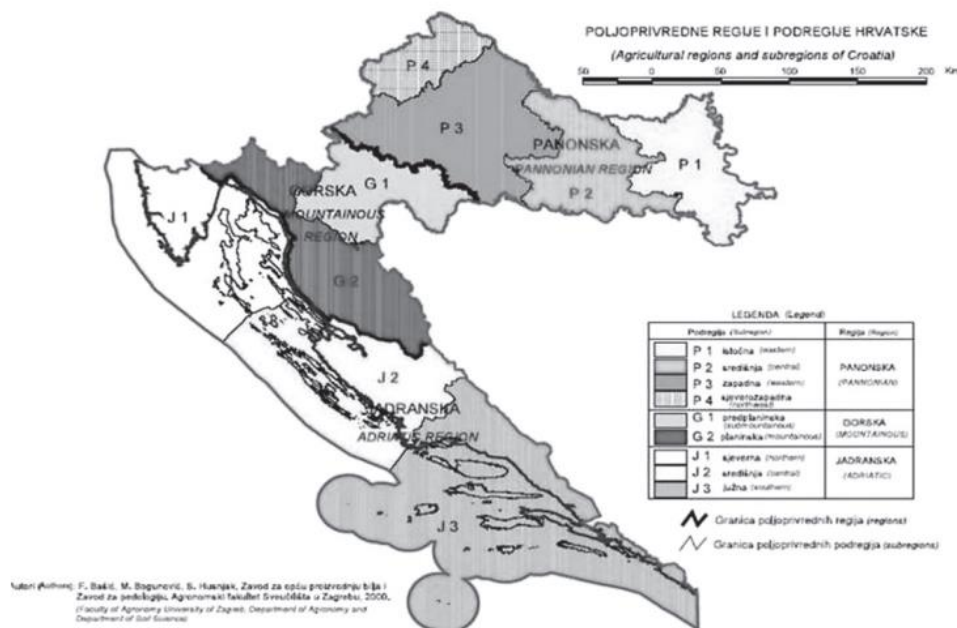 POLJOPRIVREDNE REGIJE I PODREGIJE HRVATSKE
(Agricultural regions and subregions of Croatia)
50 0 50 100 150 200 Km
P 4
P 3
PANONSKA
PANNONIAN REGION
P 1
P 2
G 1
GORSKA
MOUNTAINOUS
REGION
J 1
G 2
J 2
JADRANSKA
ADRIATIC REGION
J 3
LEGENDA (Legend)
Podregija (Subregion) Regija (Region)
P 1 istočna (eastern)
P 2 središnja (central)
P 3 zapadna (western)
P 4 sjeverozapadna (northwest)
PANONSKA
(PANNONIAN)
G 1 predplaninska (submountainous)
G 2 planinska (mountainous)
GORSKA
(MOUNTAINOUS)
J 1 sjeverna (northern)
J 2 središnja (central)
J 3 južna (southern)
JADRANSKA
(ADRIATIC)
Granica poljoprivrednih regija (regions)
Granica poljoprivrednih podregija (subregions)
Autori (Authors): F. Bašić, M. Bogunović, S. Husnjak, Zavod za opću proizvodnju bilja i
Zavod za pedologiju, Agronomski fakultet Sveučilišta u Zagrebu, 2000.
(Faculty of Agronomy University of Zagreb, Department of Agronomy and
Department of Soil Science)